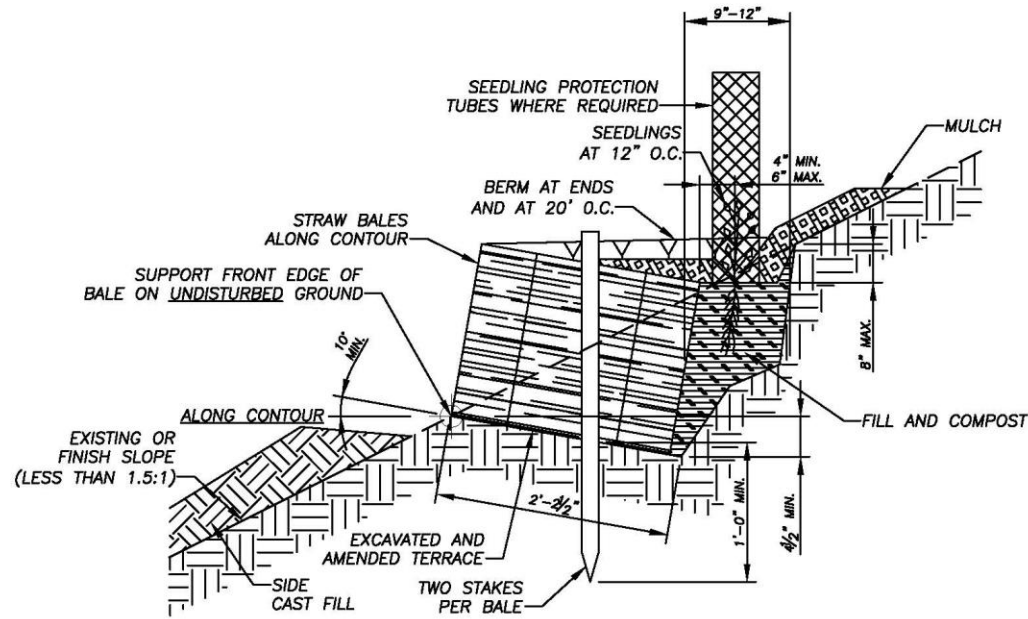 9"-12"
SEEDLING PROTECTION
TUBES WHERE REQUIRED
SEEDLINGS
AT 12" O.C.
4" MIN.
6" MAX.
MULCH
BERM AT ENDS
AND AT 20' O.C.
STRAW BALES
ALONG CONTOUR
SUPPORT FRONT EDGE OF
BALE ON UNDISTURBED GROUND
10°
MIN.
8" MAX.
ALONG CONTOUR
FILL AND COMPOST
EXISTING OR
FINISH SLOPE
(LESS THAN 1.5:1)
2'-2/2"
1'-0" MIN.
4/2" MIN.
EXCAVATED AND
AMENDED TERRACE
SIDE
CAST FILL
TWO STAKES
PER BALE